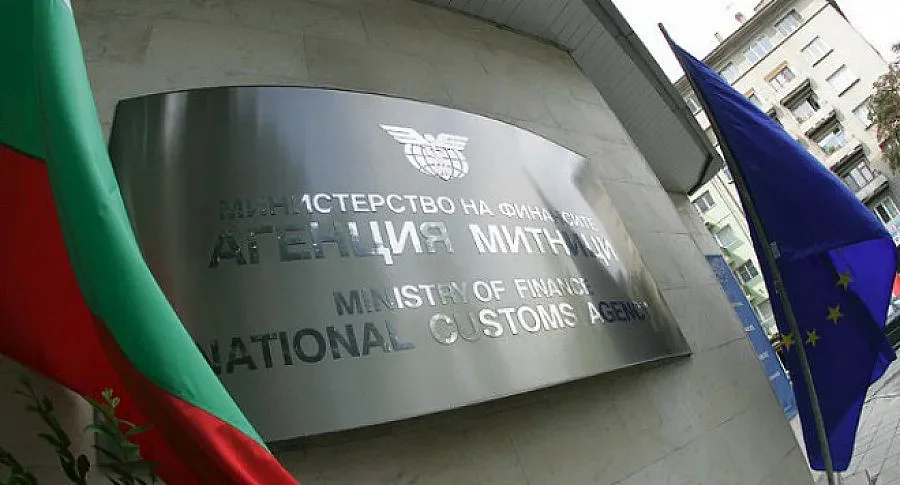 МИНИСТЕРСТВО НА ФИНАНСИТЕ
АГЕНЦИЯ МИТНИЦИ
MINISTRY OF FINANCE
NATIONAL CUSTOMS AGENCY